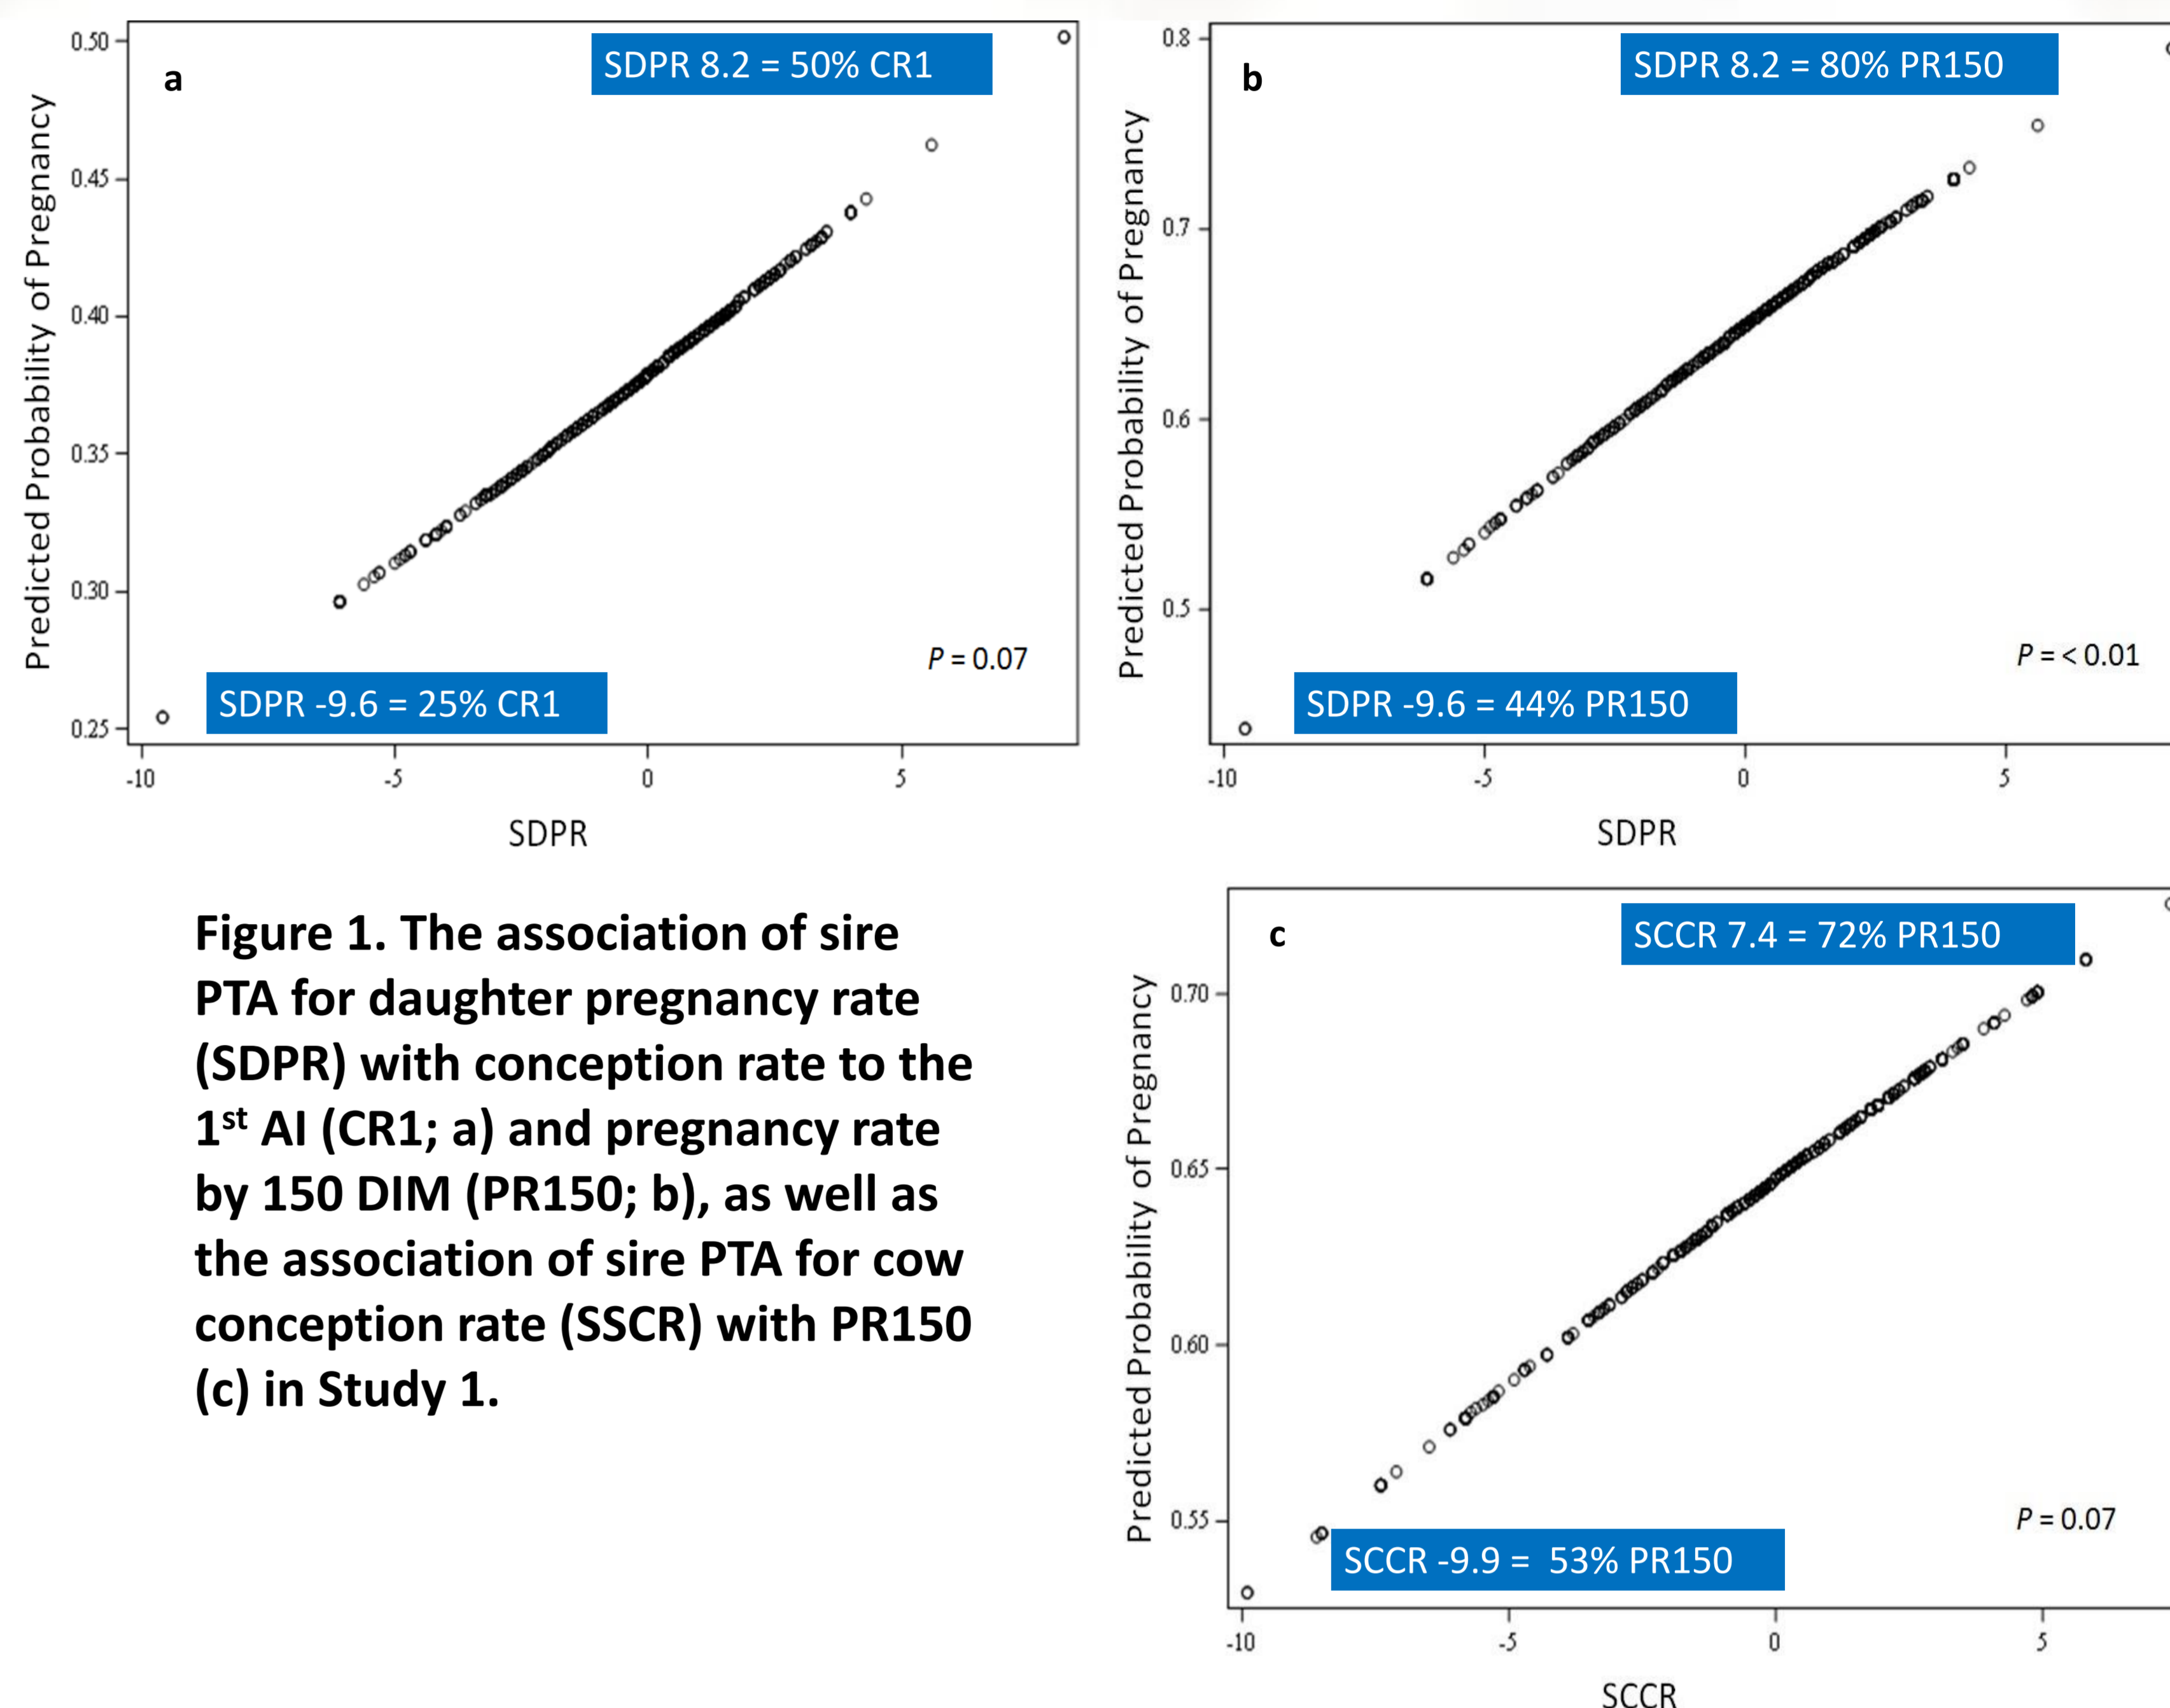 a
SDPR 8.2 = 50% CR1
Predicted Probability of Pregnancy
0.50
0.45
0.40
0.35
0.30
0.25
P = 0.07
SDPR -9.6 = 25% CR1
-10 -5 0 5
SDPR
b
SDPR 8.2 = 80% PR150
Predicted Probability of Pregnancy
0.8
0.7
0.6
0.5
P = < 0.01
SDPR -9.6 = 44% PR150
-10 -5 0 5
SDPR
Figure 1. The association of sire
PTA for daughter pregnancy rate
(SDPR) with conception rate to the
1st AI (CR1; a) and pregnancy rate
by 150 DIM (PR150; b), as well as
the association of sire PTA for cow
conception rate (SSCR) with PR150
(c) in Study 1.
c
SCCR 7.4 = 72% PR150
Predicted Probability of Pregnancy
0.70
0.65
0.60
0.55
P = 0.07
SCCR -9.9 = 53% PR150
-10 -5 0 5
SCCR